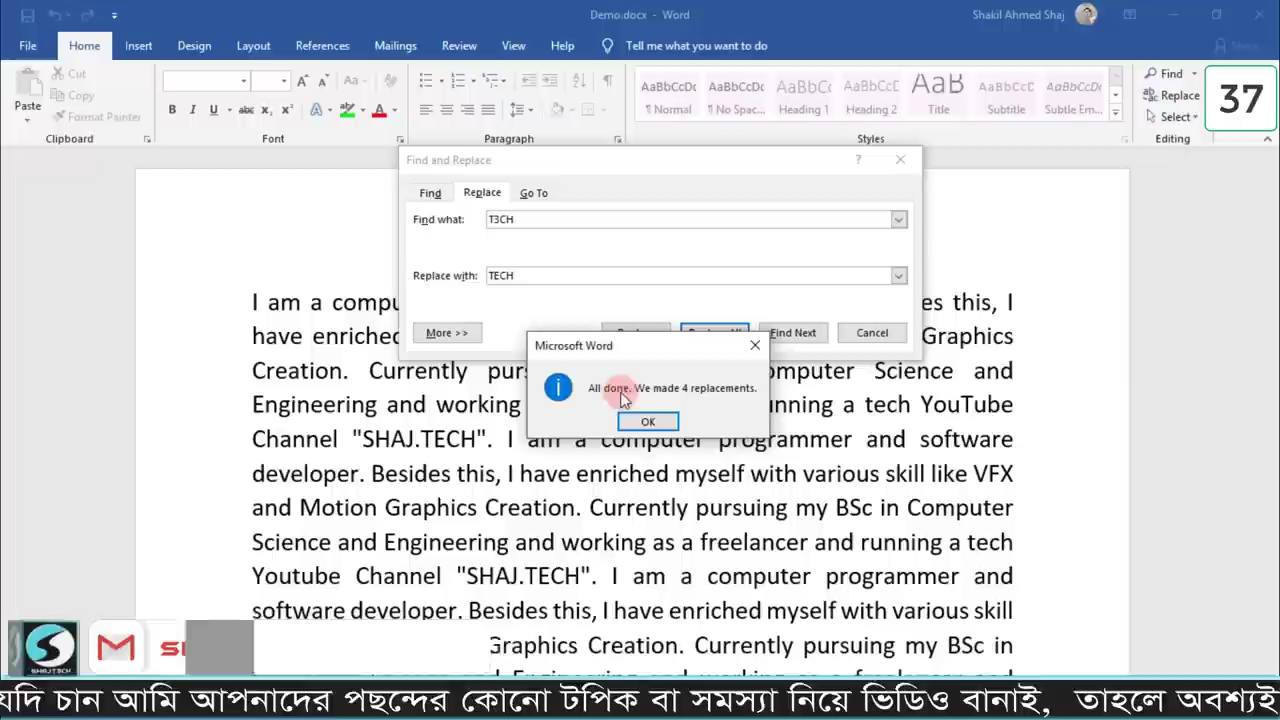 Demo.docx - Word
Shakil Ahmed Shaj
File Home Insert Design Layout References Mailings Review View Help Tell me what you want to do Share
Paste
Cut
Copy
Format Painter
Clipboard
Aa
B I U abc x₂ x²
Font
Paragraph
AaBbCcDc AaBbCcDc AaBbCc AaBbCcC AaB AaBbCcC AaBbCcDc
¶ Normal ¶ No Spac... Heading 1 Heading 2 Title Subtitle Subtle Em...
Styles
Find
Replace
Select
Editing
37
Find and Replace
Find Replace Go To
Find what: T3CH
Replace with: TECH
More >> Find Next Cancel
Microsoft Word
All done. We made 4 replacements.
OK
I am a compu es this, I
have enriched Graphics
Creation. Currently pur omputer Science and
Engineering and working unning a tech YouTube
Channel "SHAJ.TECH". I am a computer programmer and software
developer. Besides this, I have enriched myself with various skill like VFX
and Motion Graphics Creation. Currently pursuing my BSc in Computer
Science and Engineering and working as a freelancer and running a tech
Youtube Channel "SHAJ.TECH". I am a computer programmer and
software developer. Besides this, I have enriched myself with various skill
Graphics Creation. Currently pursuing my BSc in
SHAJTECH
যদি চান আমি আপনাদের পছন্দের কোনো টপিক বা সমস্যা নিয়ে ভিডিও বানাই, তাহলে অবশ্যই